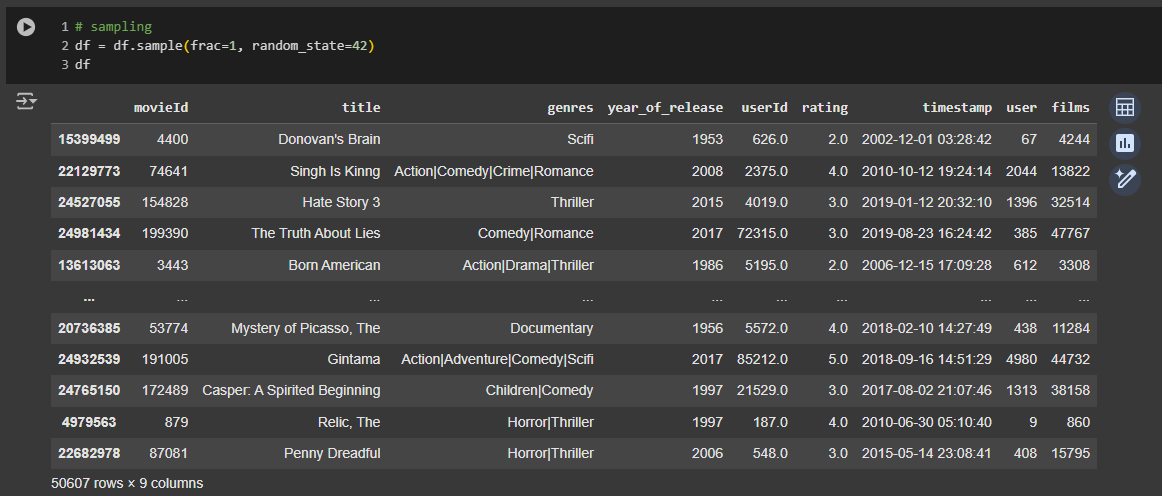 1 # sampling
2 df = df.sample(frac=1, random_state=42)
3 df
movieId title genres year_of_release userId rating timestamp user films
15399499 4400 Donovan's Brain Scifi 1953 626.0 2.0 2002-12-01 03:28:42 67 4244
22129773 74641 Singh Is Kinng Action|Comedy|Crime|Romance 2008 2375.0 4.0 2010-10-12 19:24:14 2044 13822
24527055 154828 Hate Story 3 Thriller 2015 4019.0 3.0 2019-01-12 20:32:10 1396 32514
24981434 199390 The Truth About Lies Comedy|Romance 2017 72315.0 3.0 2019-08-23 16:24:42 385 47767
13613063 3443 Born American Action|Drama|Thriller 1986 5195.0 2.0 2006-12-15 17:09:28 612 3308
... ... ... ... ... ... ... ... ... ...
20736385 53774 Mystery of Picasso, The Documentary 1956 5572.0 4.0 2018-02-10 14:27:49 438 11284
24932539 191005 Gintama Action|Adventure|Comedy|Scifi 2017 85212.0 5.0 2018-09-16 14:51:29 4980 44732
24765150 172489 Casper: A Spirited Beginning Children|Comedy 1997 21529.0 3.0 2017-08-02 21:07:46 1313 38158
4979563 879 Relic, The Horror|Thriller 1997 187.0 4.0 2010-06-30 05:10:40 9 860
22682978 87081 Penny Dreadful Horror|Thriller 2006 548.0 3.0 2015-05-14 23:08:41 408 15795
50607 rows × 9 columns